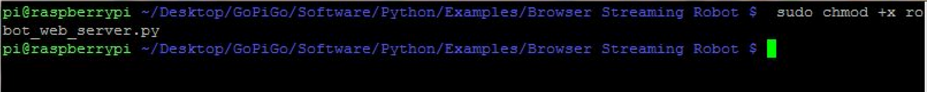 pi@raspberrypi ~/Desktop/GoPiGo/Software/Python/Examples/Browser Streaming Robot $  sudo chmod +x ro
bot_web_server.py
pi@raspberrypi ~/Desktop/GoPiGo/Software/Python/Examples/Browser Streaming Robot $